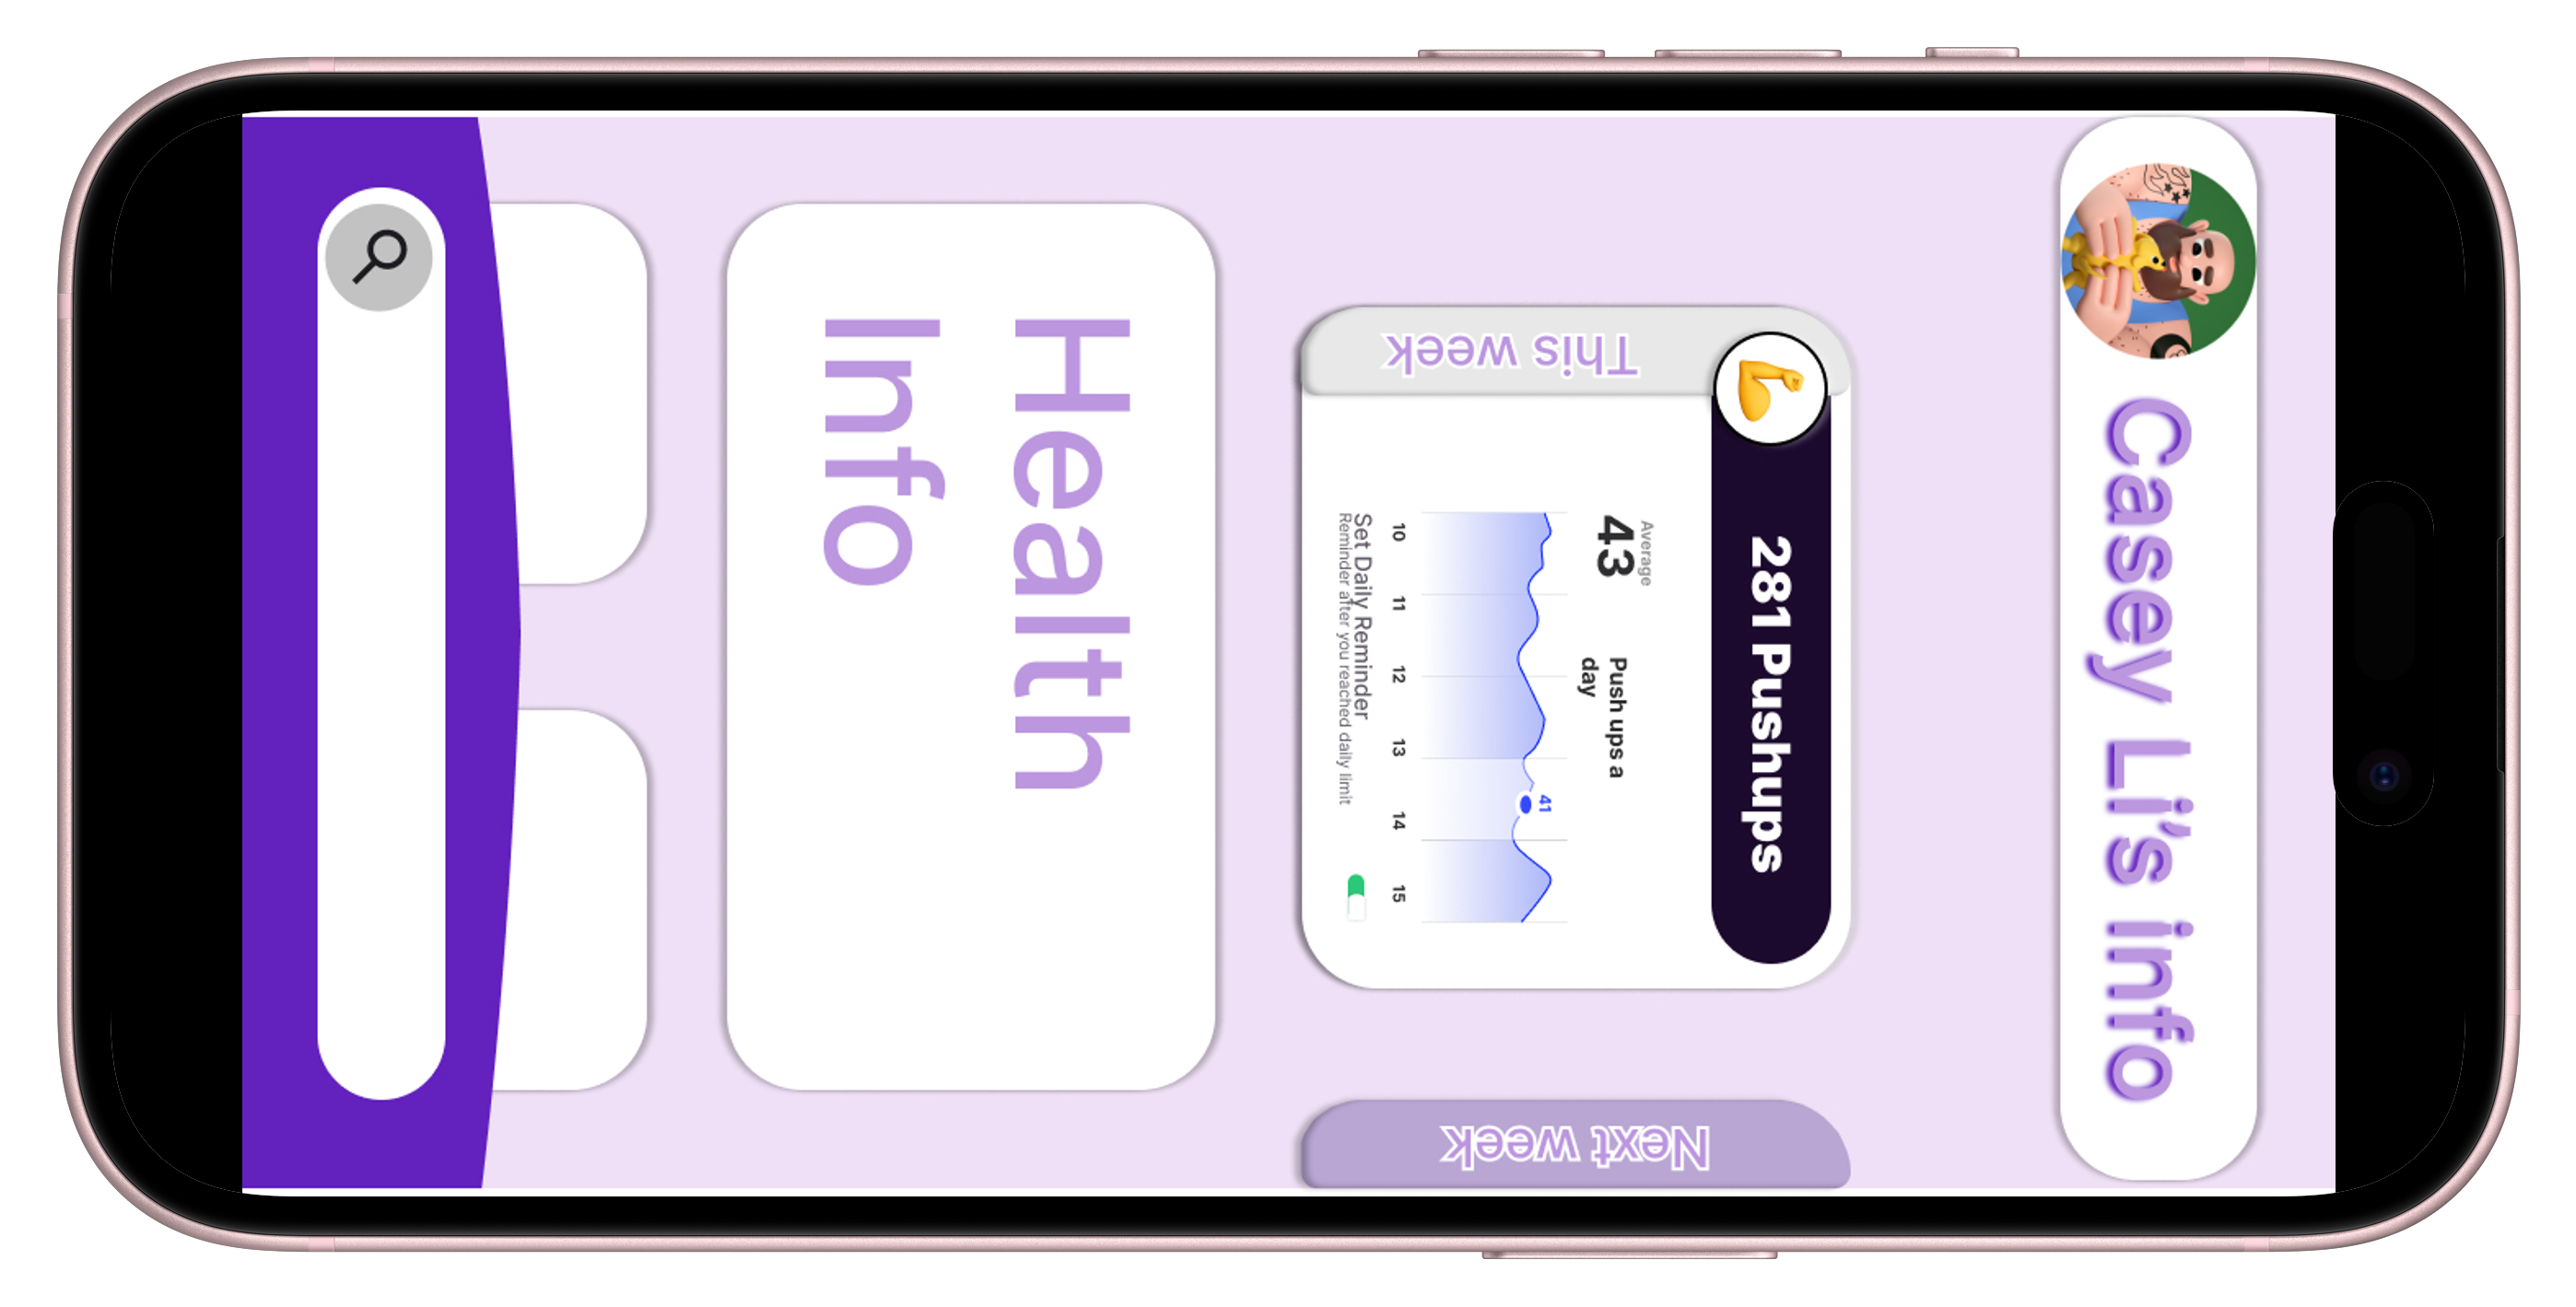 Casey Li's info
281 Pushups
This week
Next week
Average
43
Push ups a
day
41
10 11 12 13 14 15
Set Daily Reminder
Reminder after you reached daily limit
Health
Info